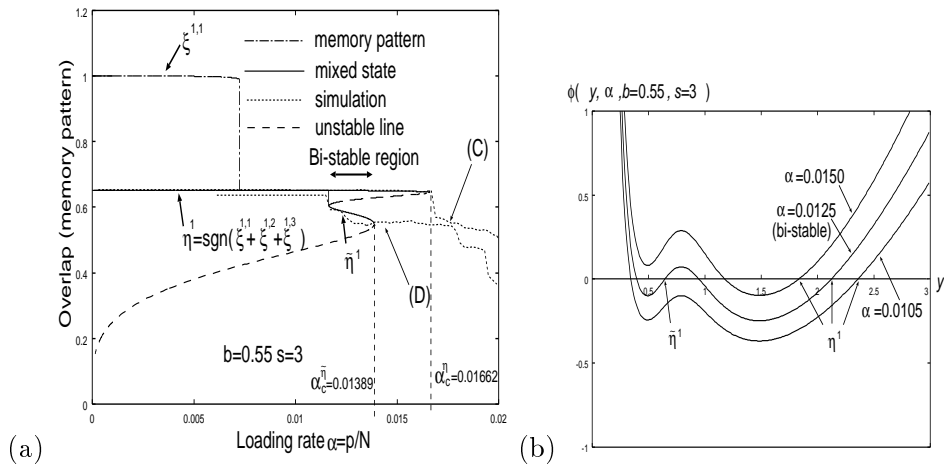 (a)
Overlap (memory pattern)
1.4
1.2
1
0.8
0.6
0.4
0.2
0
ξ^{1,1}
memory pattern
mixed state
simulation
unstable line
Bi-stable region
(C)
η^1=sgn(ξ^{1,1}+ξ^{1,2}+ξ^{1,3})
η̃^1
(D)
b=0.55 s=3
α_c^{η̃}=0.01389
α_c^{η}=0.01662
0 0.005 0.01 0.015 0.02
Loading rate α=p/N
(b)
ϕ( y, α ,b=0.55, s=3 )
1
0.5
0
-0.5
-1
α=0.0150
α=0.0125
(bi-stable)
α=0.0105
0.5 1 1.5 2 2.5 3
y
η̃^1
η^1